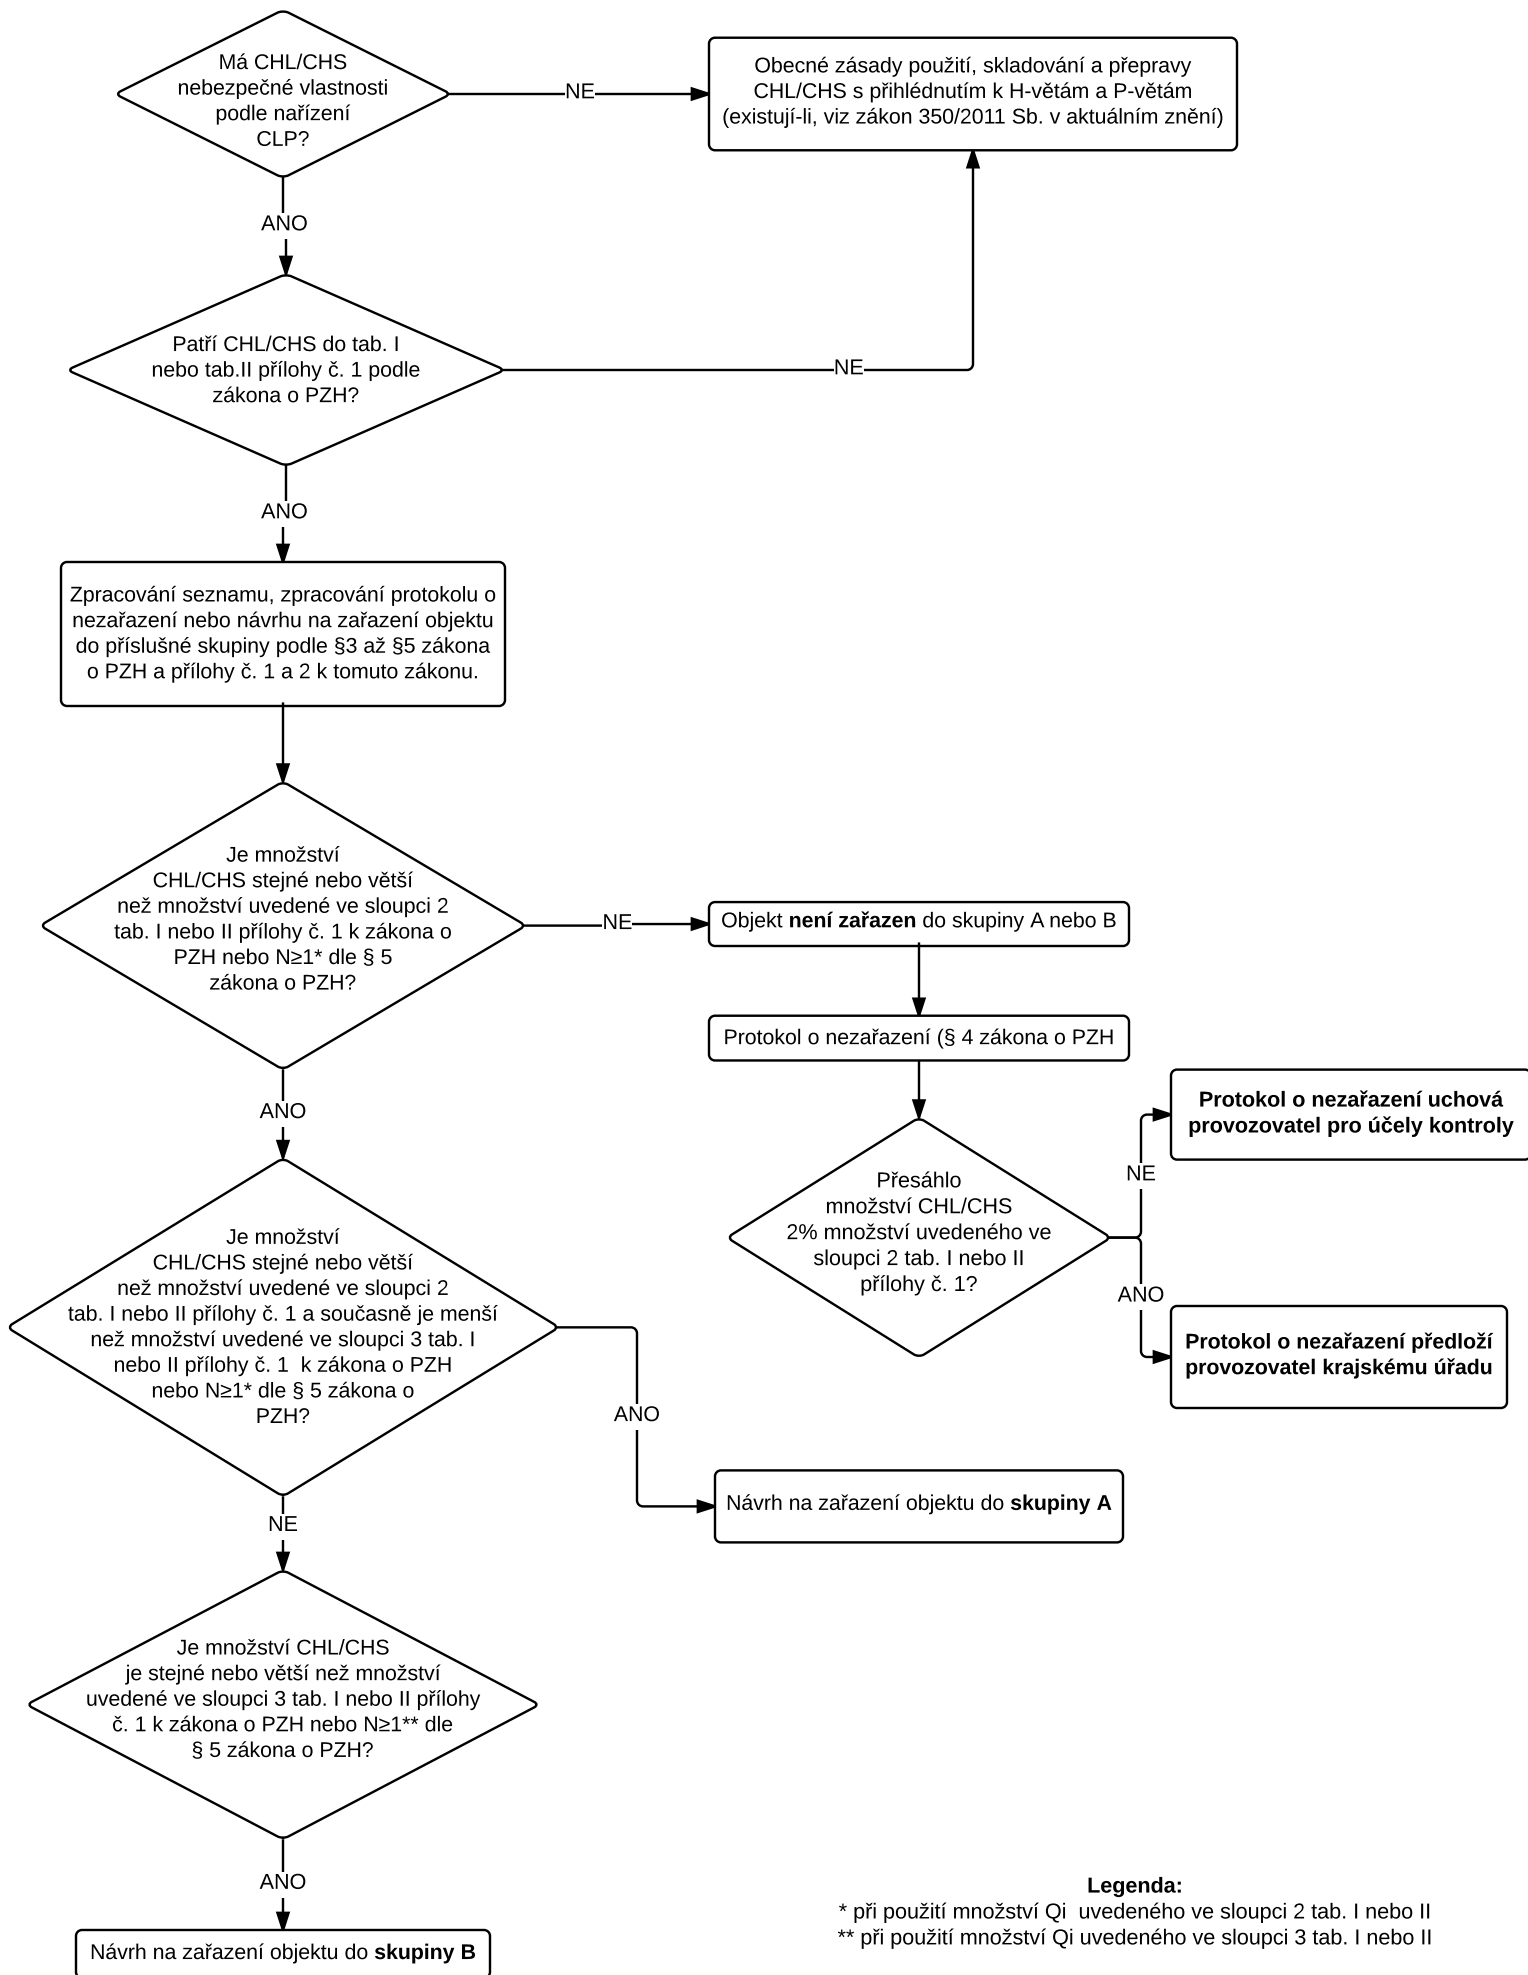 Má CHL/CHS
nebezpečné vlastnosti
podle nařízení
CLP?
NE
Obecné zásady použití, skladování a přepravy
CHL/CHS s přihlédnutím k H-větám a P-větám
(existují-li, viz zákon 350/2011 Sb. v aktuálním znění)
ANO
Patří CHL/CHS do tab. I
nebo tab.II přílohy č. 1 podle
zákona o PZH?
NE
ANO
Zpracování seznamu, zpracování protokolu o
nezařazení nebo návrhu na zařazení objektu
do příslušné skupiny podle §3 až §5 zákona
o PZH a přílohy č. 1 a 2 k tomuto zákonu.
Je množství
CHL/CHS stejné nebo větší
než množství uvedené ve sloupci 2
tab. I nebo II přílohy č. 1 k zákona o
PZH nebo N≥1* dle § 5
zákona o PZH?
NE
Objekt není zařazen do skupiny A nebo B
Protokol o nezařazení (§ 4 zákona o PZH
Přesáhlo
množství CHL/CHS
2% množství uvedeného ve
sloupci 2 tab. I nebo II
přílohy č. 1?
NE
Protokol o nezařazení uchová
provozovatel pro účely kontroly
ANO
Protokol o nezařazení předloží
provozovatel krajskému úřadu
ANO
Je množství
CHL/CHS stejné nebo větší
než množství uvedené ve sloupci 2
tab. I nebo II přílohy č. 1 a současně je menší
než množství uvedené ve sloupci 3 tab. I
nebo II přílohy č. 1  k zákona o PZH
nebo N≥1* dle § 5 zákona o
PZH?
ANO
Návrh na zařazení objektu do skupiny A
NE
Je množství CHL/CHS
je stejné nebo větší než množství
uvedené ve sloupci 3 tab. I nebo II přílohy
č. 1 k zákona o PZH nebo N≥1** dle
§ 5 zákona o PZH?
ANO
Návrh na zařazení objektu do skupiny B
Legenda:
* při použití množství Qi  uvedeného ve sloupci 2 tab. I nebo II
** při použití množství Qi uvedeného ve sloupci 3 tab. I nebo II